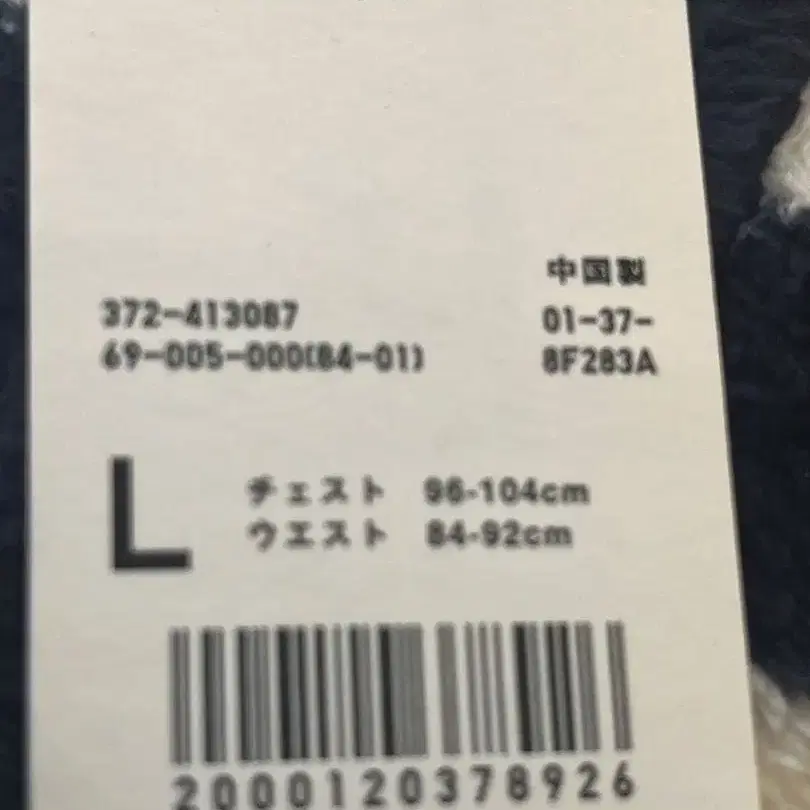 中国製
372-413087
01-37-
69-005-000(84-01)
8F283A
L
チェスト 96-104cm
ウエスト 84-92cm
2000120378926